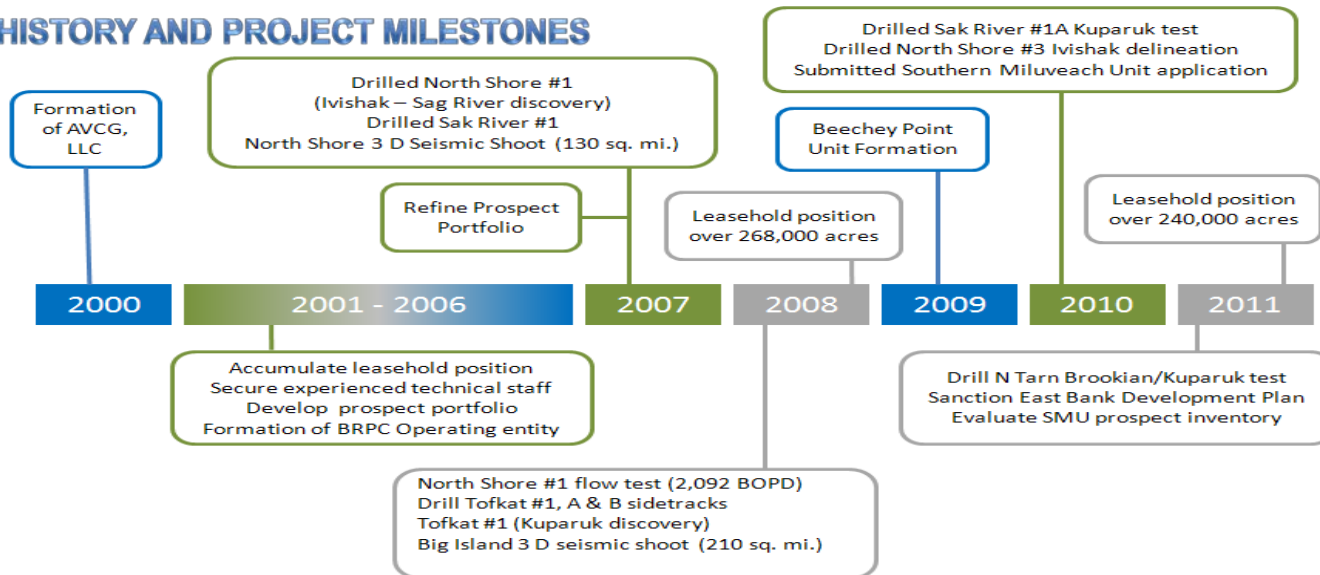 HISTORY AND PROJECT MILESTONES
Formation
of AVCG,
LLC
Drilled North Shore #1
(Ivishak – Sag River discovery)
Drilled Sak River #1
North Shore 3 D Seismic Shoot (130 sq. mi.)
Refine Prospect
Portfolio
Leasehold position
over 268,000 acres
Beechey Point
Unit Formation
Drilled Sak River #1A Kuparuk test
Drilled North Shore #3 Ivishak delineation
Submitted Southern Miluveach Unit application
Leasehold position
over 240,000 acres
2000
2001 - 2006
2007
2008
2009
2010
2011
Accumulate leasehold position
Secure experienced technical staff
Develop prospect portfolio
Formation of BRPC Operating entity
North Shore #1 flow test (2,092 BOPD)
Drill Tofkat #1, A & B sidetracks
Tofkat #1 (Kuparuk discovery)
Big Island 3 D seismic shoot (210 sq. mi.)
Drill N Tarn Brookian/Kuparuk test
Sanction East Bank Development Plan
Evaluate SMU prospect inventory